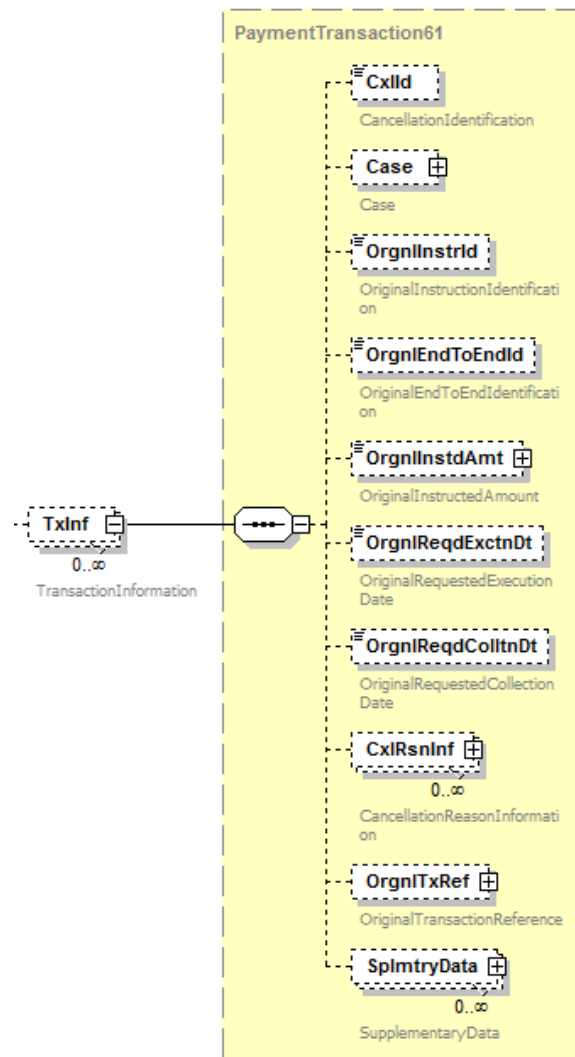 PaymentTransaction61
CxlId
CancellationIdentification
Case
Case
OrgnlInstrId
OriginalInstructionIdentificati
on
OrgnlEndToEndId
OriginalEndToEndIdentificati
on
OrgnlInstdAmt
OriginalInstructedAmount
TxInf
0..∞
TransactionInformation
OrgnlReqdExctnDt
OriginalRequestedExecution
Date
OrgnlReqdColltnDt
OriginalRequestedCollection
Date
CxlRsnInf
0..∞
CancellationReasonInformati
on
OrgnlTxRef
OriginalTransactionReference
SplmtryData
0..∞
SupplementaryData